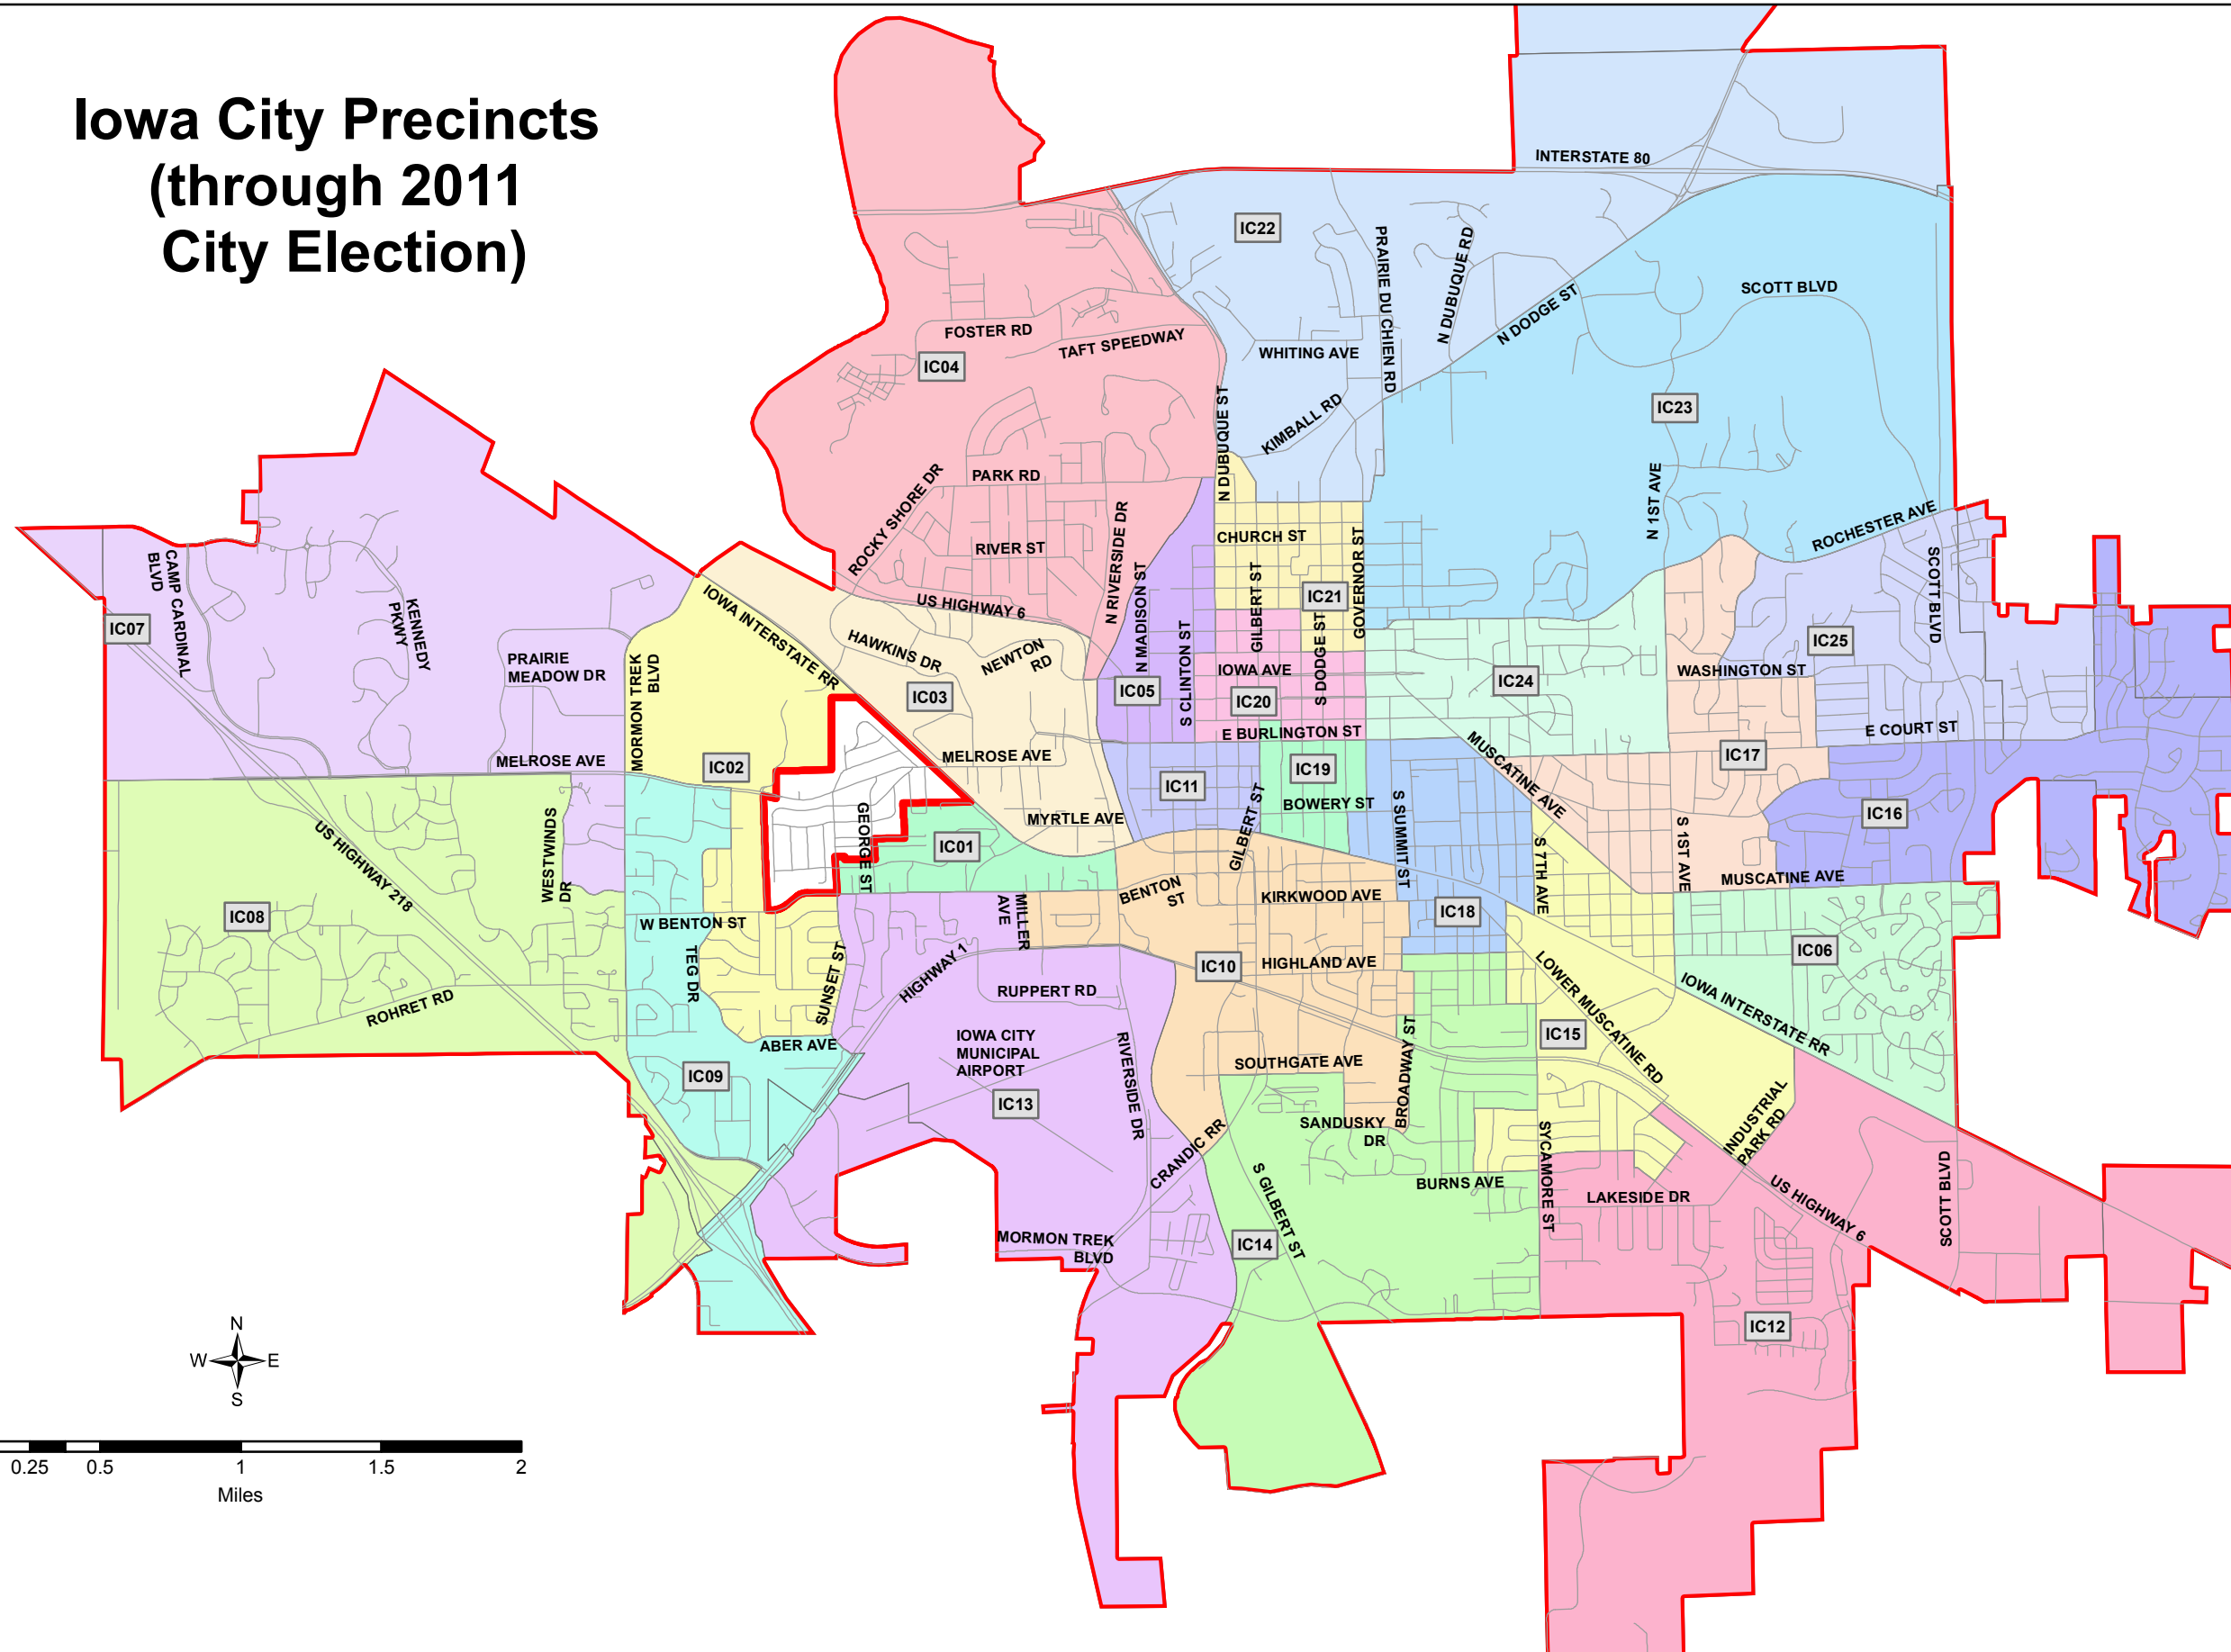 Iowa City Precincts
(through 2011
City Election)
INTERSTATE 80
IC22
PRAIRIE DU CHIEN RD
N DUBUQUE RD
N DODGE ST
SCOTT BLVD
FOSTER RD
TAFT SPEEDWAY
WHITING AVE
IC04
IC23
N DUBUQUE ST
KIMBALL RD
PARK RD
ROCKY SHORE DR
N 1ST AVE
ROCHESTER AVE
N RIVERSIDE DR
RIVER ST
CHURCH ST
GOVERNOR ST
SCOTT BLVD
CAMP CARDINAL
BLVD
KENNEDY
PKWY
IC07
IOWA INTERSTATE RR
US HIGHWAY 6
N MADISON ST
GILBERT ST
IC21
S DODGE ST
IC25
HAWKINS DR
NEWTON
RD
PRAIRIE
MEADOW DR
MORMON TREK
BLVD
IC03
IC05
S CLINTON ST
IOWA AVE
IC20
IC24
WASHINGTON ST
E BURLINGTON ST
E COURT ST
MELROSE AVE
IC02
MELROSE AVE
IC11
IC19
MUSCATINE AVE
IC17
BOWERY ST
GILBERT ST
S SUMMIT ST
IC16
US HIGHWAY 218
WESTWINDS
DR
GEORGE ST
IC01
MYRTLE AVE
S 7TH AVE
S 1ST AVE
MUSCATINE AVE
IC08
W BENTON ST
MILLER
AVE
BENTON
ST
KIRKWOOD AVE
IC18
TEG DR
SUNSET ST
HIGHWAY 1
IC10
HIGHLAND AVE
LOWER MUSCATINE RD
IC06
ROHRET RD
RUPPERT RD
IOWA INTERSTATE RR
ABER AVE
IOWA CITY
MUNICIPAL
AIRPORT
RIVERSIDE DR
SOUTHGATE AVE
BROADWAY ST
IC15
IC09
IC13
SANDUSKY
DR
INDUSTRIAL
PARK RD
CRANDIC RR
S GILBERT ST
BURNS AVE
SYCAMORE ST
LAKESIDE DR
US HIGHWAY 6
SCOTT BLVD
MORMON TREK
BLVD
IC14
IC12
N
W
E
S
0.25
0.5
1
1.5
2
Miles